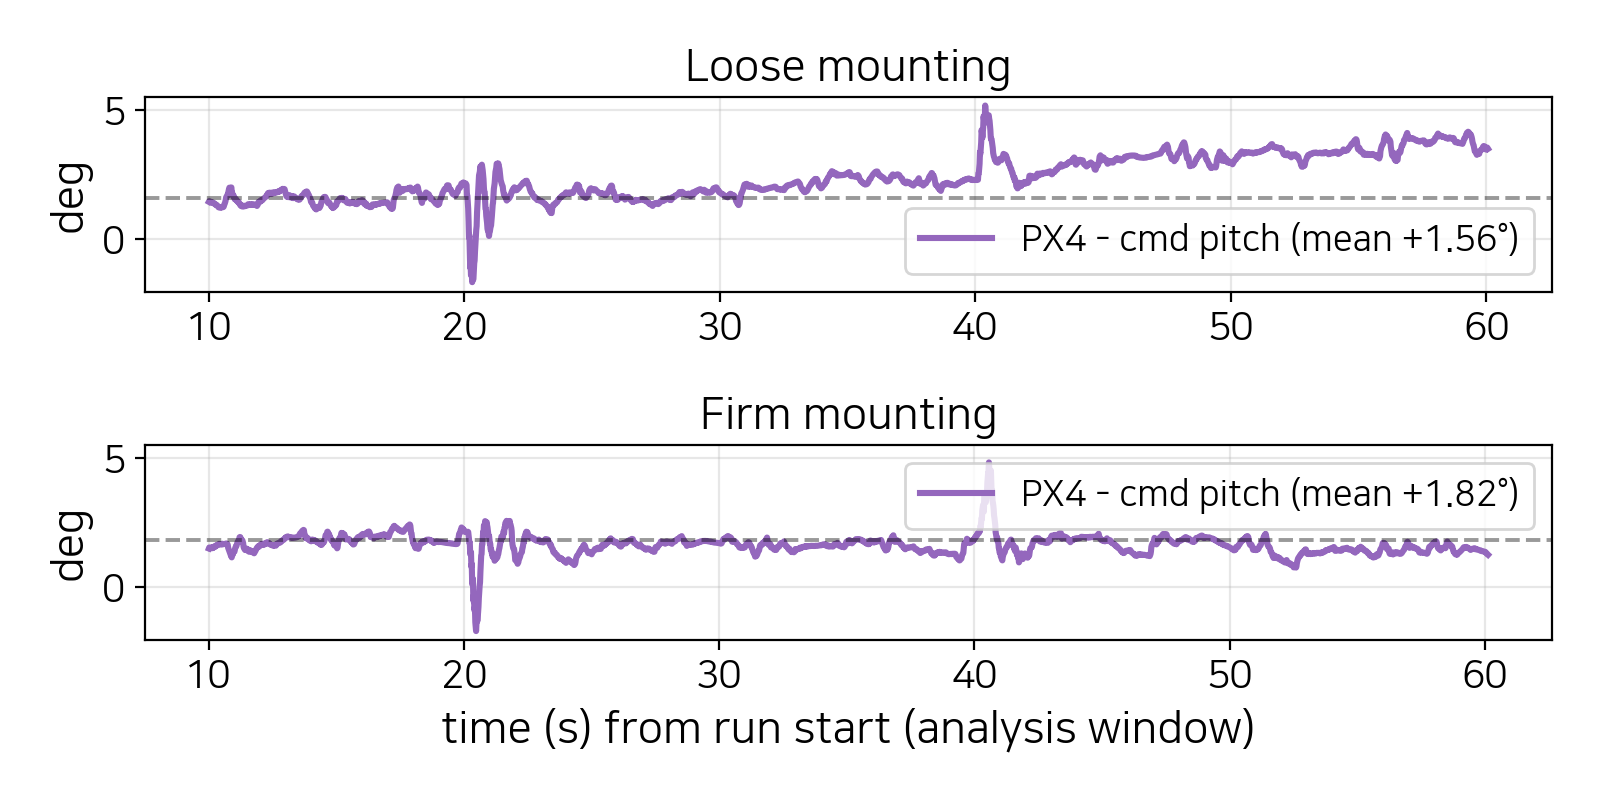 Loose mounting
deg
5
0
PX4 - cmd pitch (mean +1.56°)
10 20 30 40 50 60
Firm mounting
deg
5
0
PX4 - cmd pitch (mean +1.82°)
10 20 30 40 50 60
time (s) from run start (analysis window)